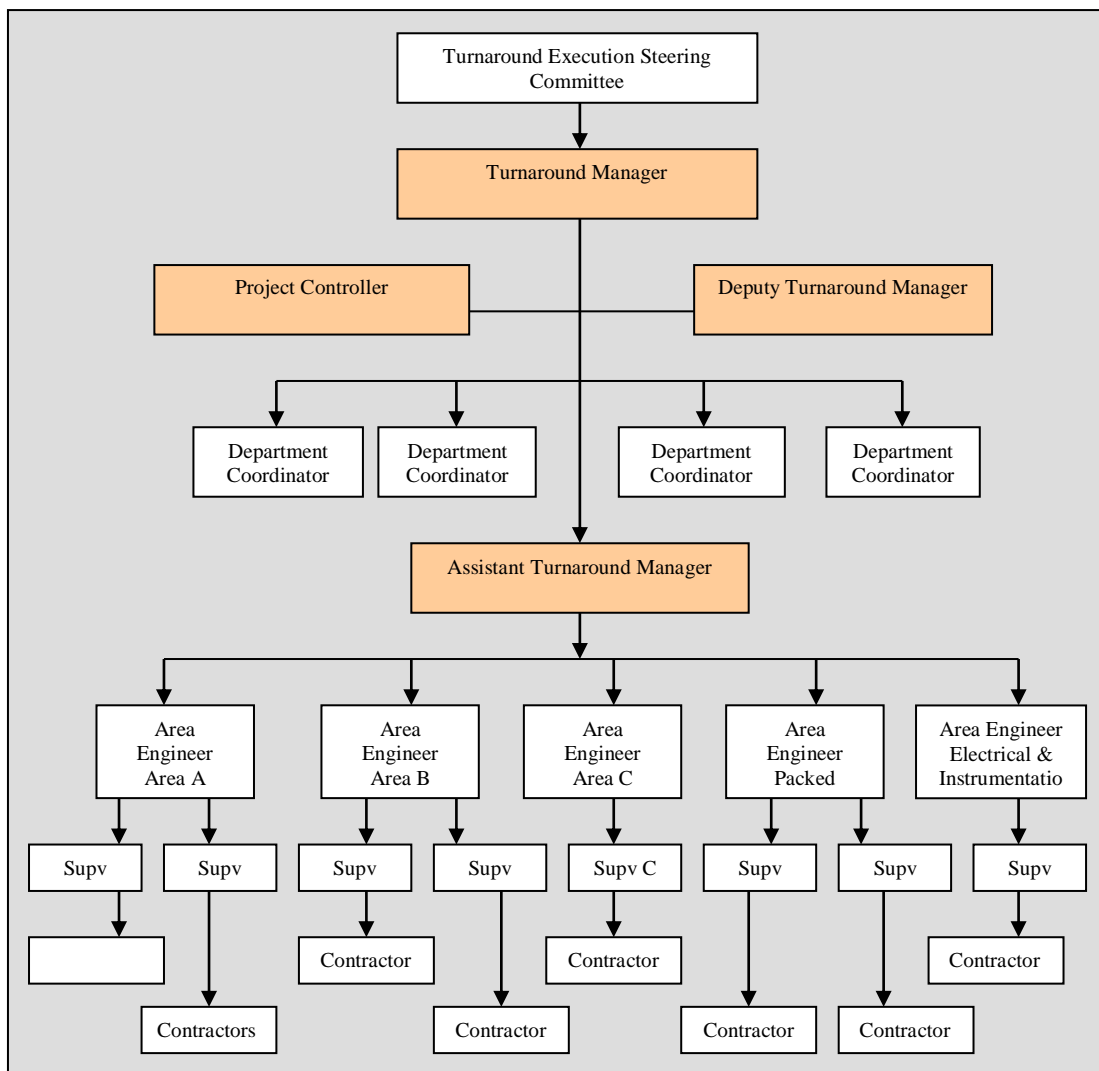 Turnaround Execution Steering
Committee
Turnaround Manager
Project Controller
Deputy Turnaround Manager
Department
Coordinator
Department
Coordinator
Department
Coordinator
Department
Coordinator
Assistant Turnaround Manager
Area
Engineer
Area A
Area
Engineer
Area B
Area
Engineer
Area C
Area
Engineer
Packed
Area Engineer
Electrical &
Instrumentatio
Supv
Supv
Supv
Supv
Supv C
Supv
Supv
Supv
Contractor
Contractor
Contractor
Contractors
Contractor
Contractor
Contractor